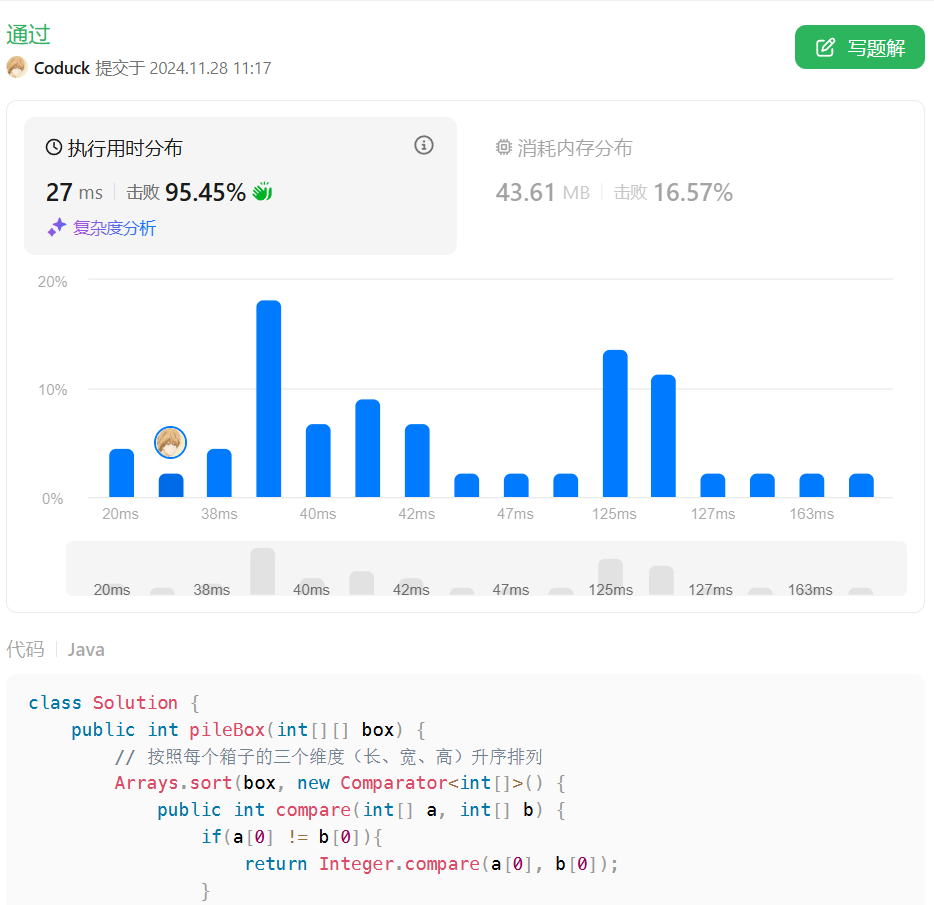 通过
写题解
Coduck 提交于 2024.11.28 11:17
执行用时分布
27 ms 击败 95.45%
复杂度分析
消耗内存分布
43.61 MB 击败 16.57%
20%
10%
0%
20ms 38ms 40ms 42ms 47ms 125ms 127ms 163ms
20ms 38ms 40ms 42ms 47ms 125ms 127ms 163ms
代码 Java
class Solution {
    public int pileBox(int[][] box) {
        // 按照每个箱子的三个维度（长、宽、高）升序排列
        Arrays.sort(box, new Comparator<int[]>() {
            public int compare(int[] a, int[] b) {
                if(a[0] != b[0]){
                    return Integer.compare(a[0], b[0]);
                }